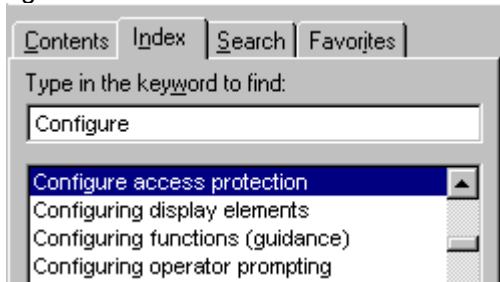 Contents Index Search Favorites
Type in the keyword to find:
Configure
Configure access protection
Configuring display elements
Configuring functions (guidance)
Configuring operator prompting